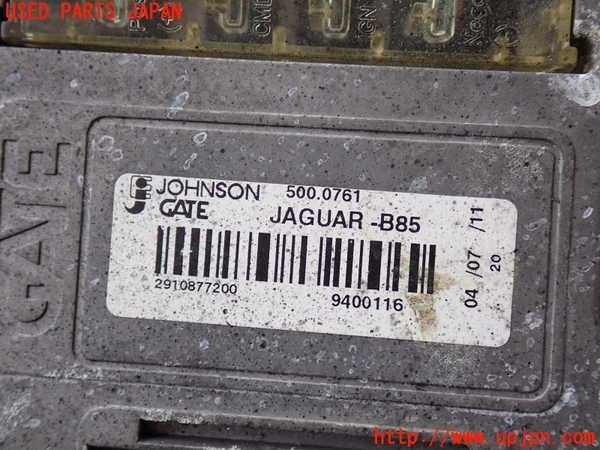 USED PARTS JAPAN
GATE
JOHNSON
GATE
500.0761
JAGUAR -B85
2910877200
9400116
04 /07 /11
20
http://www.upjpn.com/